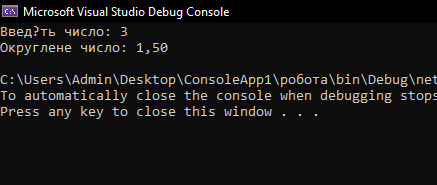 Microsoft Visual Studio Debug Console
Введ?ть число: 3
Округлене число: 1,50
C:\Users\Admin\Desktop\ConsoleApp1\робота\bin\Debug\net
To automatically close the console when debugging stops
Press any key to close this window . . .